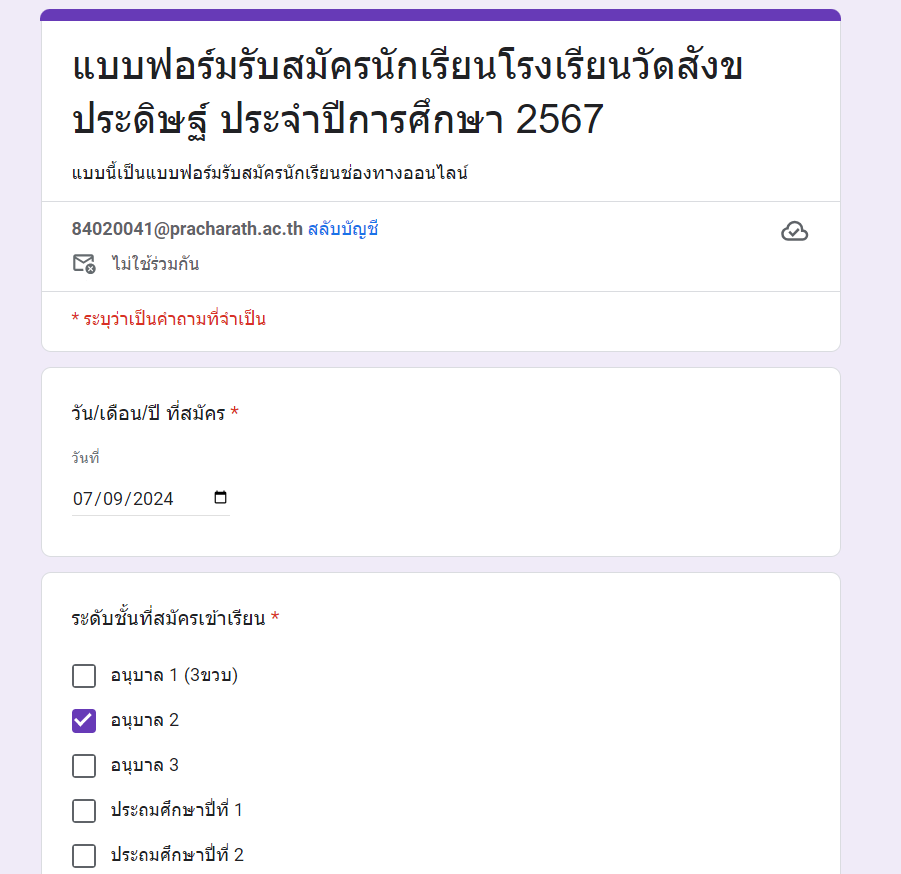 แบบฟอร์มรับสมัครนักเรียนโรงเรียนวัดสังข
ประดิษฐ์ ประจำปีการศึกษา 2567
แบบนี้เป็นแบบฟอร์มรับสมัครนักเรียนช่องทางออนไลน์
84020041@pracharath.ac.th สลับบัญชี
ไม่ใช้ร่วมกัน
* ระบุว่าเป็นคำถามที่จำเป็น
วัน/เดือน/ปี ที่สมัคร *
วันที่
07/09/2024
ระดับชั้นที่สมัครเข้าเรียน *
อนุบาล 1 (3ขวบ)
อนุบาล 2
อนุบาล 3
ประถมศึกษาปีที่ 1
ประถมศึกษาปีที่ 2